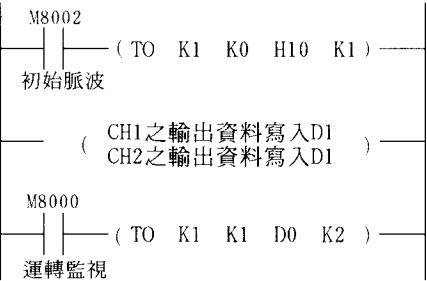 M8002
( TO K1 K0 H10 K1 )
初始脈波
( CH1之輸出資料寫入D1
CH2之輸出資料寫入D1 )
M8000
( TO K1 K1 D0 K2 )
運轉監視